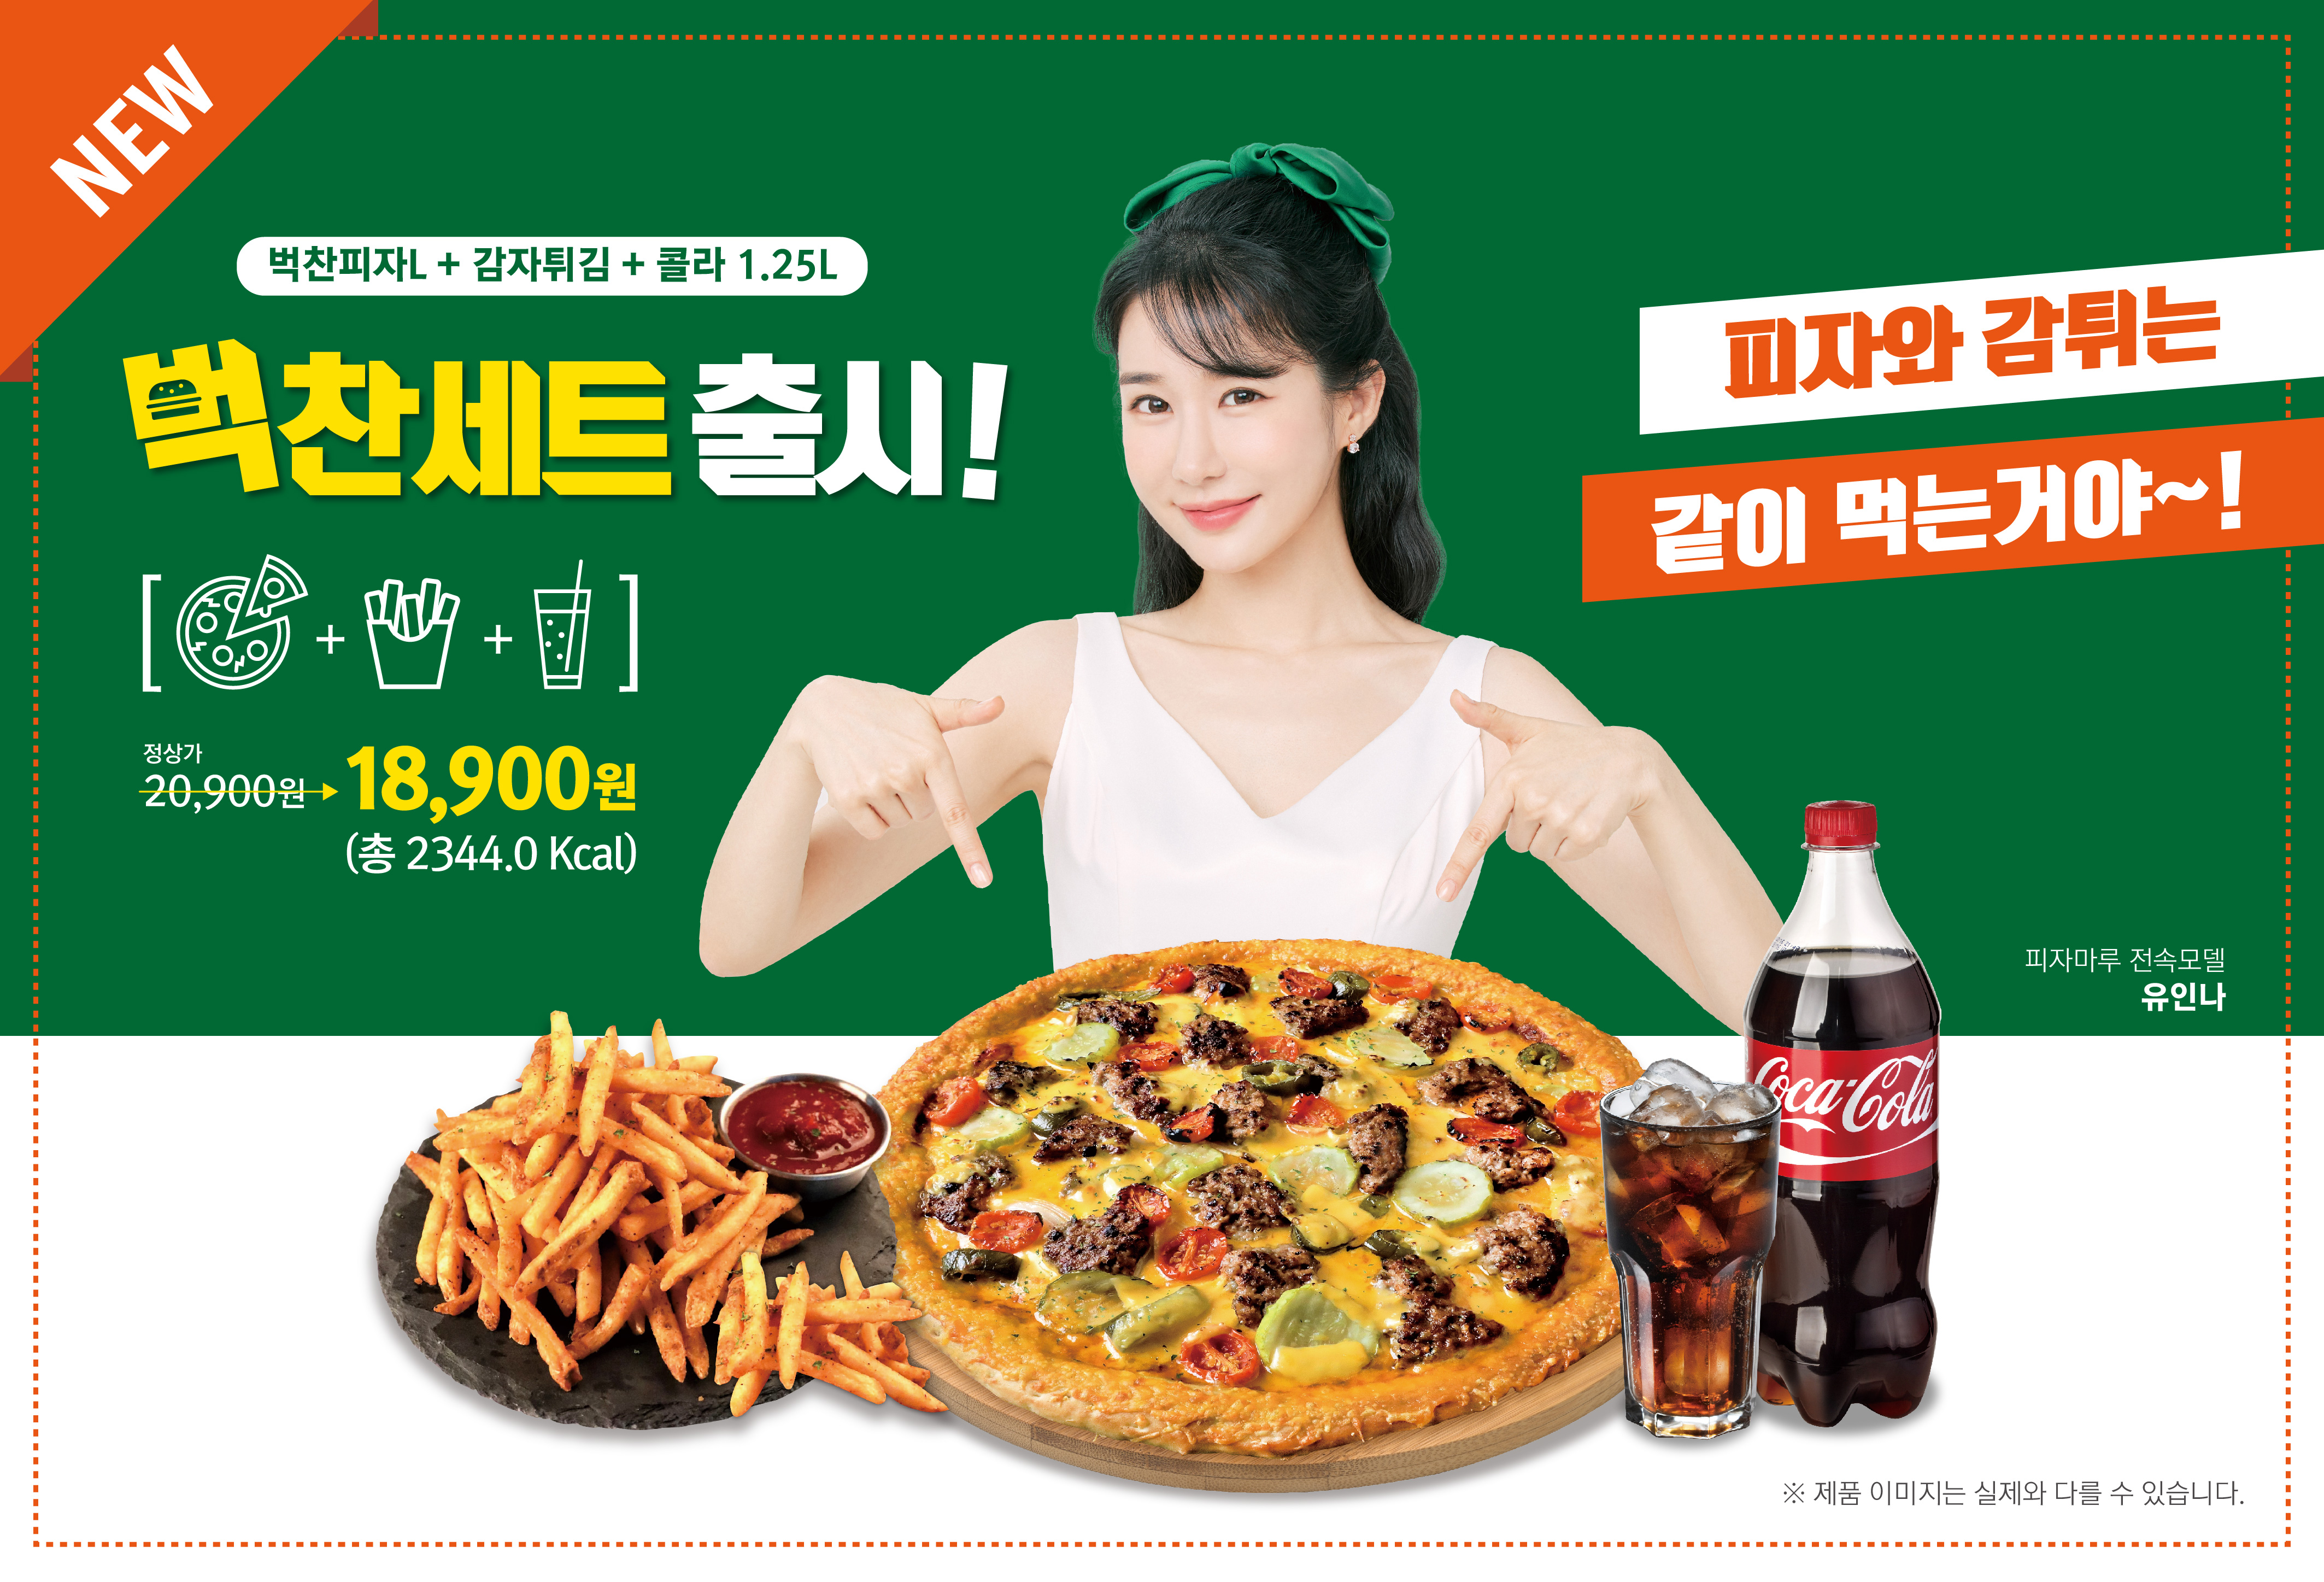 NEW
벅찬피자L + 감자튀김 + 콜라 1.25L
벅찬세트 출시!
[ + + ]
정상가
20,900원 18,900원
(총 2344.0 Kcal)
피자와 감튀는
같이 먹는거야~!
피자마루 전속모델
유인나
Coca-Cola
※ 제품 이미지는 실제와 다를 수 있습니다.